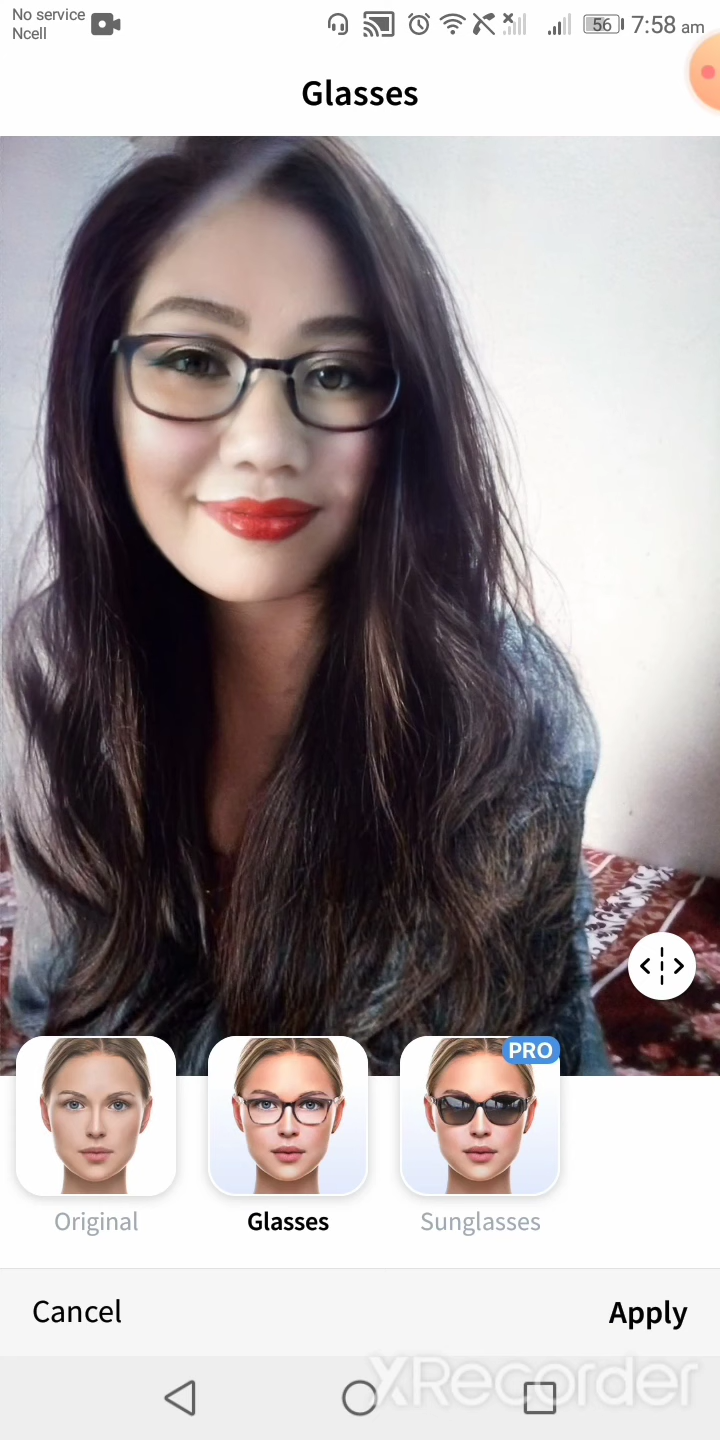 No service
Ncell
56 7:58 am
Glasses
PRO
Original Glasses Sunglasses
Cancel Apply
XRecorder